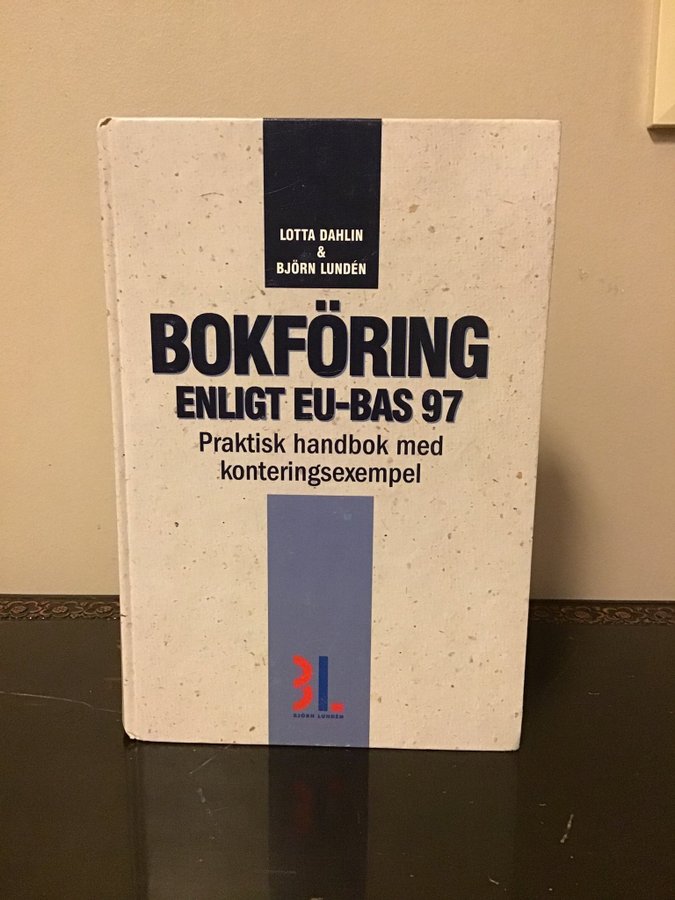 LOTTA DAHLIN
&
BJÖRN LUNDÉN
BOKFÖRING
ENLIGT EU-BAS 97
Praktisk handbok med
konteringsexempel
BL.
BJÖRN LUNDÉN